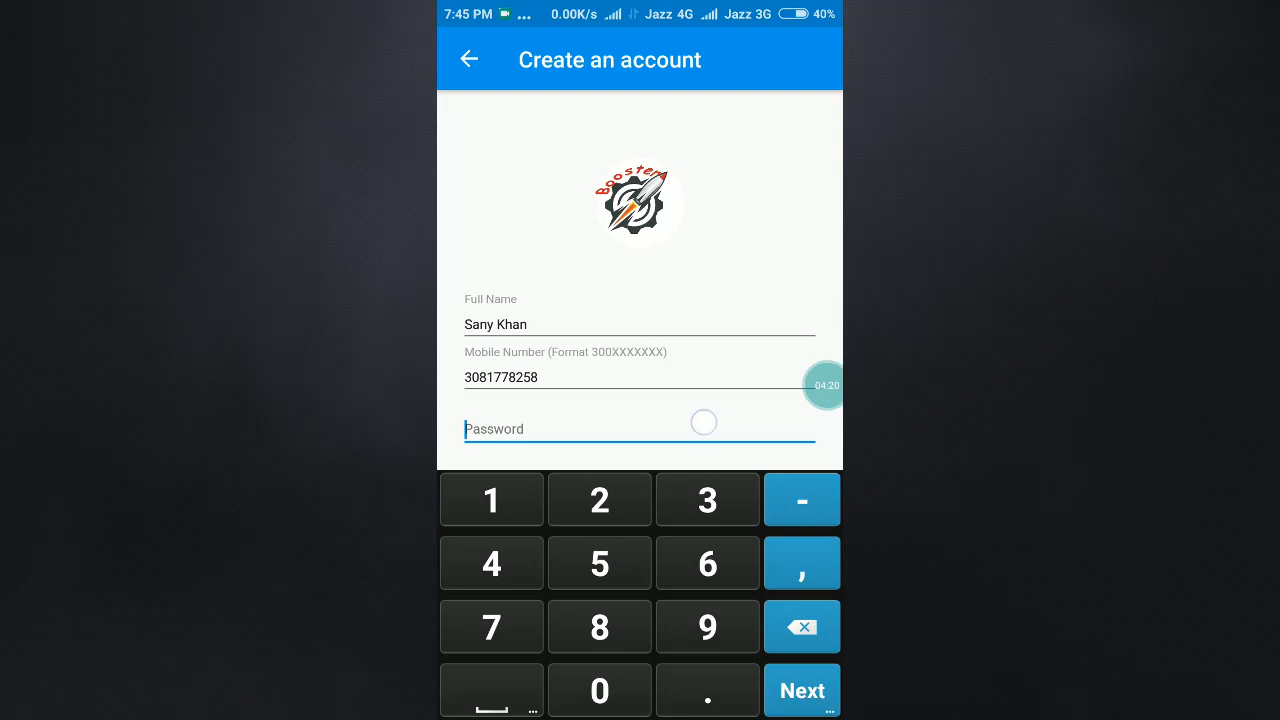 7:45 PM ... 0.00K/s Jazz 4G Jazz 3G 40%
Create an account
Booster
Full Name
Sany Khan
Mobile Number (Format 300XXXXXXX)
3081778258
04:20
Password
1 2 3 -
4 5 6 ,
7 8 9
... 0 . Next ...